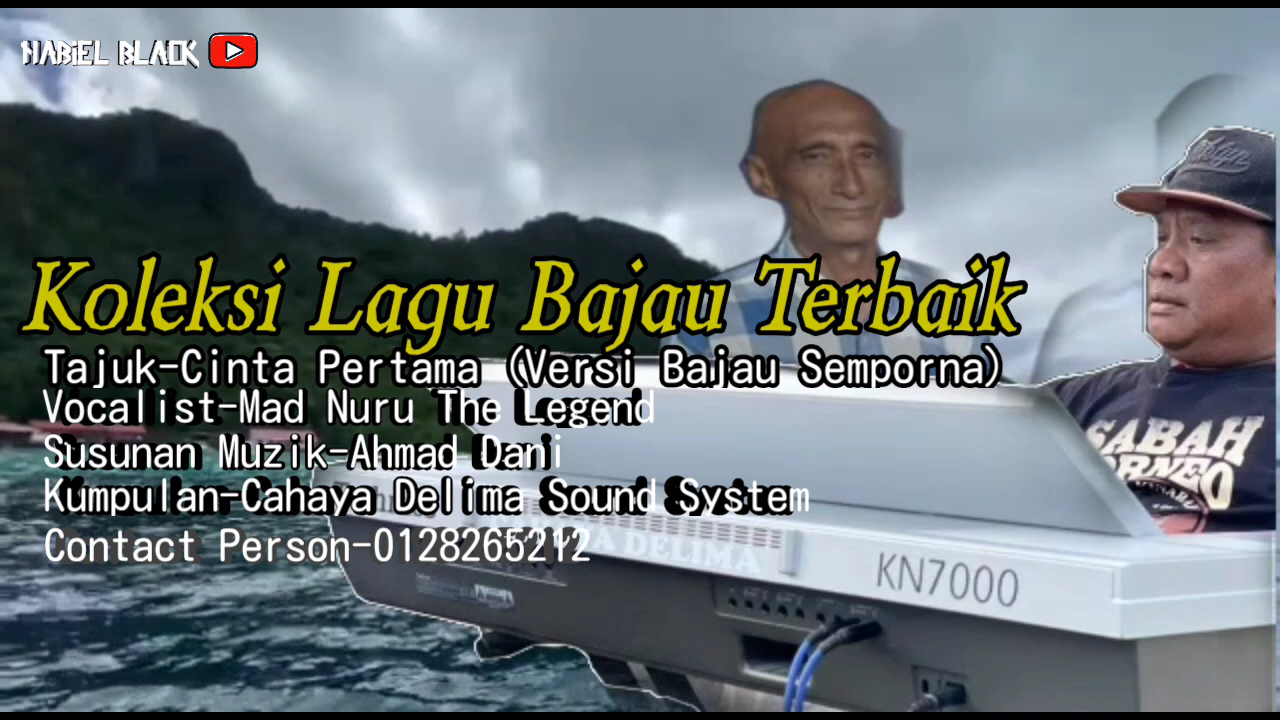 NABIEL BLACK
Koleksi Lagu Bajau Terbaik
Tajuk-Cinta Pertama (Versi Bajau Semporna)
Vocalist-Mad Nuru The Legend
Susunan Muzik-Ahmad Dani
Kumpulan-Cahaya Delima Sound System
Contact Person-0128265212
DELIMA
KN7000
SABAH
BORNEO